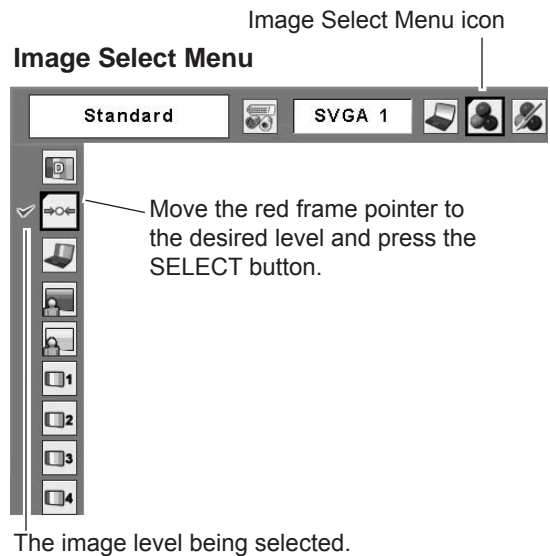 Image Select Menu icon
Image Select Menu
Standard
SVGA 1
D
Move the red frame pointer to
the desired level and press the
SELECT button.
1
2
3
4
The image level being selected.